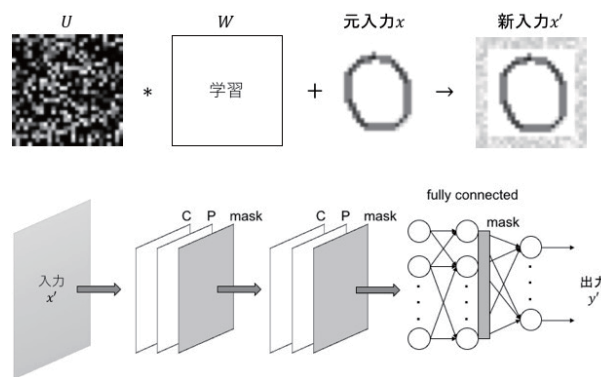 U W 元入力x 新入力x′
* 学習 + →
fully connected
C P mask C P mask mask
入力
x′
出力
y′